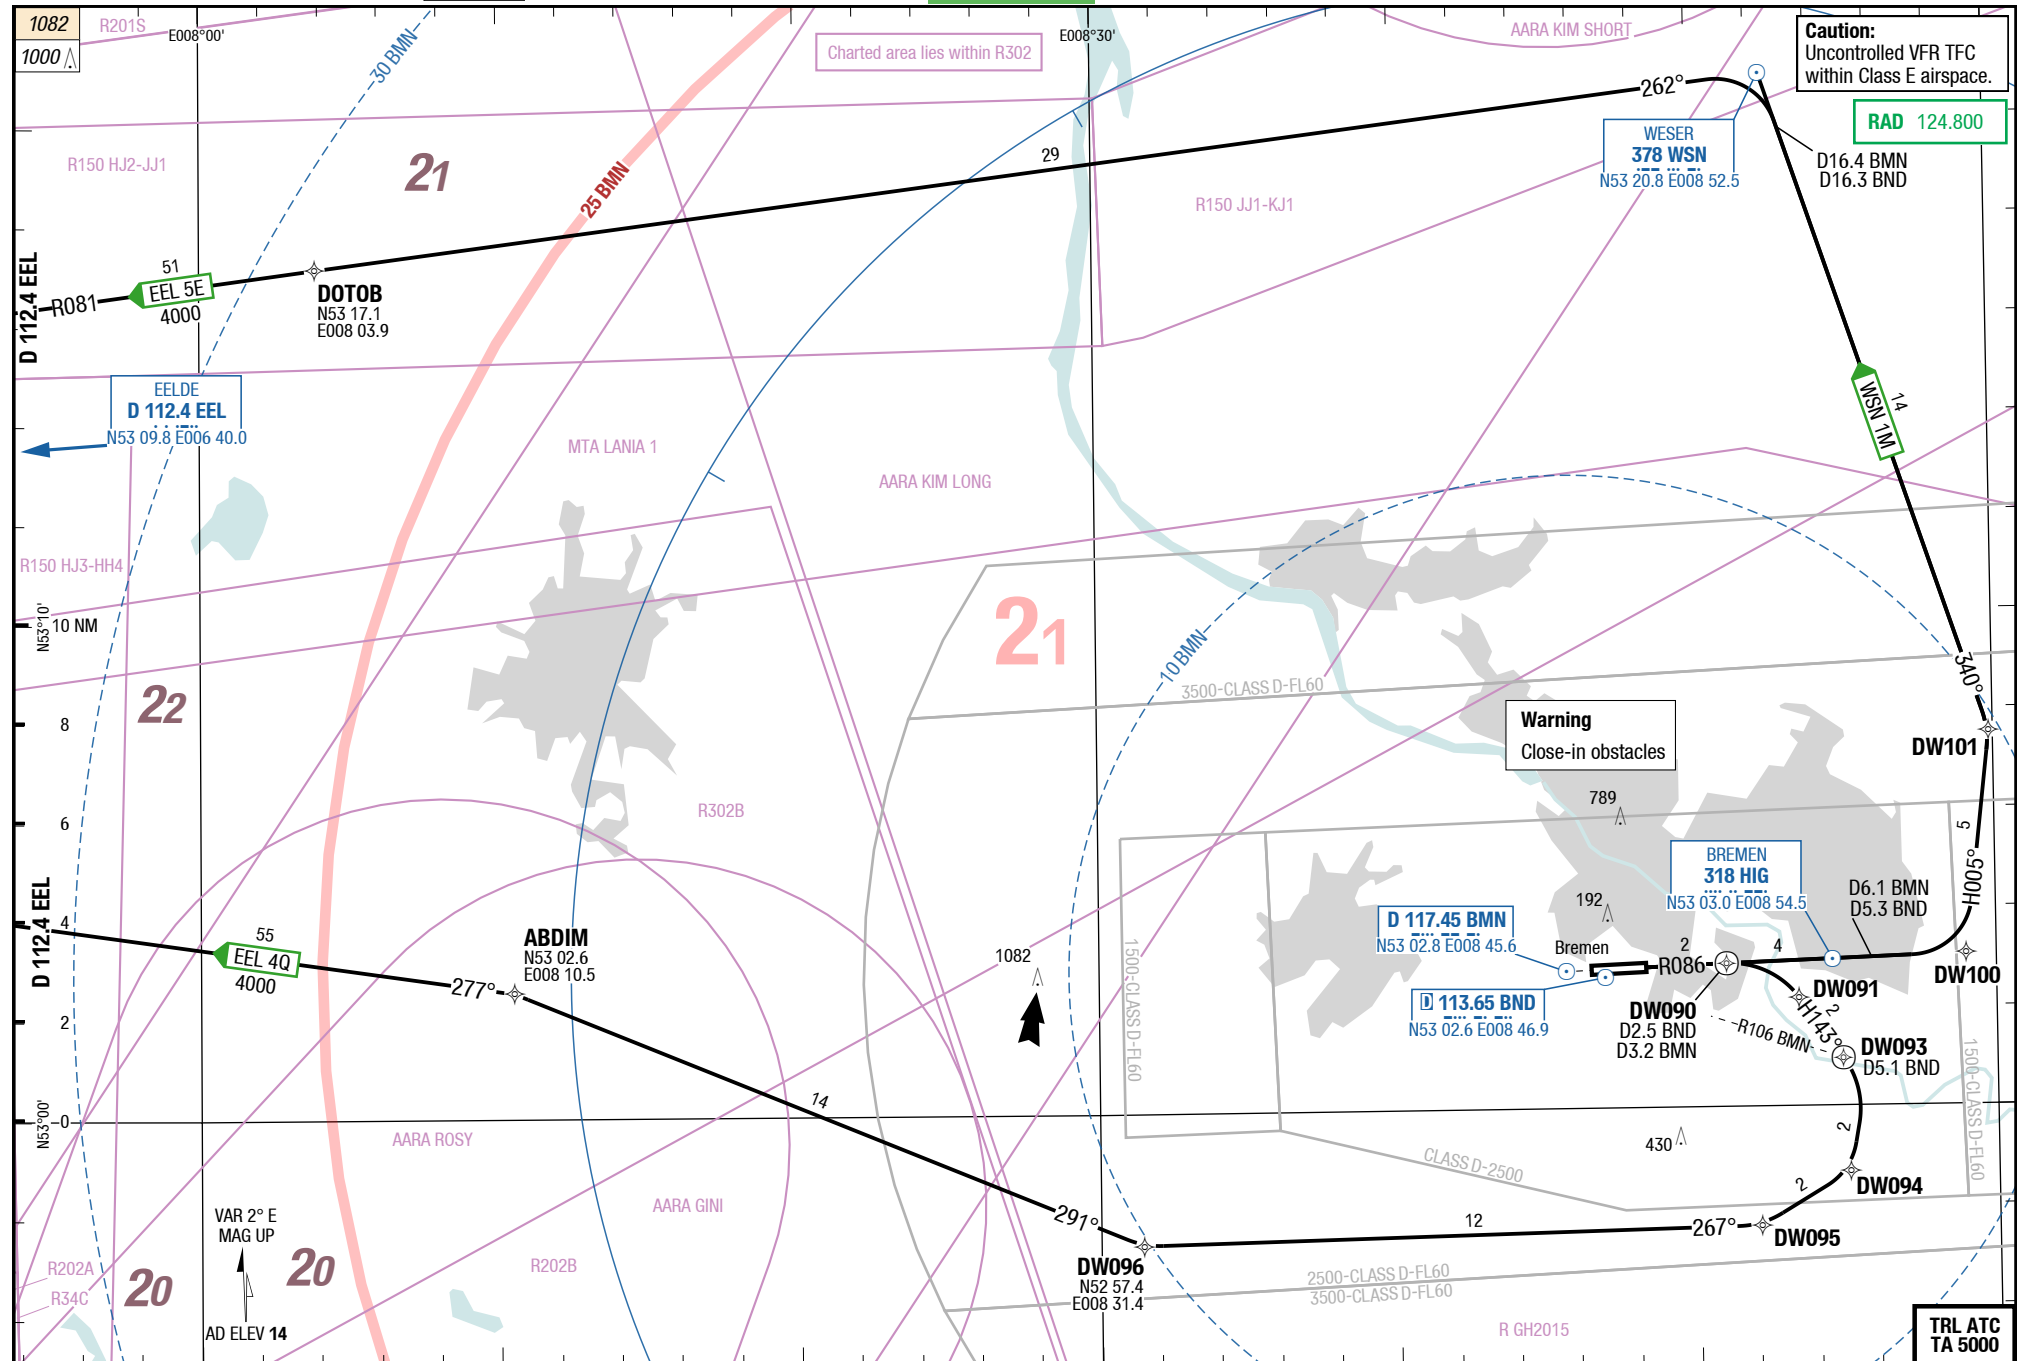 1082
1000
R201S
E008°00'
30 BMN
Charted area lies within R302
E008°30'
AARA KIM SHORT
Caution:
Uncontrolled VFR TFC
within Class E airspace.
RAD 124.800
262°
WESER
378 WSN
N53 20.8 E008 52.5
D16.4 BMN
D16.3 BND
R150 HJ2-JJ1
21
25 BMN
29
R150 JJ1-KJ1
D 112.4 EEL
R081
51
EEL 5E
4000
DOTOB
N53 17.1
E008 03.9
EELDE
D 112.4 EEL
N53 09.8 E006 40.0
WSN 1M
14
MTA LANIA 1
AARA KIM LONG
R150 HJ3-HH4
N53°10'
10 NM
21
10 BMN
3500-CLASS D-FL60
340°
22
8
Warning
Close-in obstacles
DW101
789
6
R302B
5
H005°
BREMEN
318 HIG
N53 03.0 E008 54.5
D6.1 BMN
D5.3 BND
192
D 117.45 BMN
N53 02.8 E008 45.6
Bremen
2
R086
4
DW100
D 112.4 EEL
4
55
EEL 4Q
4000
277°
ABDIM
N53 02.6
E008 10.5
1082
1500-CLASS D-FL60
D 113.65 BND
N53 02.6 E008 46.9
DW090
D2.5 BND
D3.2 BMN
DW091
2
H143°
R106 BMN
DW093
D5.1 BND
1500-CLASS D-FL60
2
14
N53°00'
0
AARA ROSY
430
CLASS D-2500
2
DW094
2
AARA GINI
VAR 2° E
MAG UP
291°
12
267°
DW095
R202A
R34C
20
20
R202B
DW096
N52 57.4
E008 31.4
2500-CLASS D-FL60
3500-CLASS D-FL60
AD ELEV 14
R GH2015
TRL ATC
TA 5000